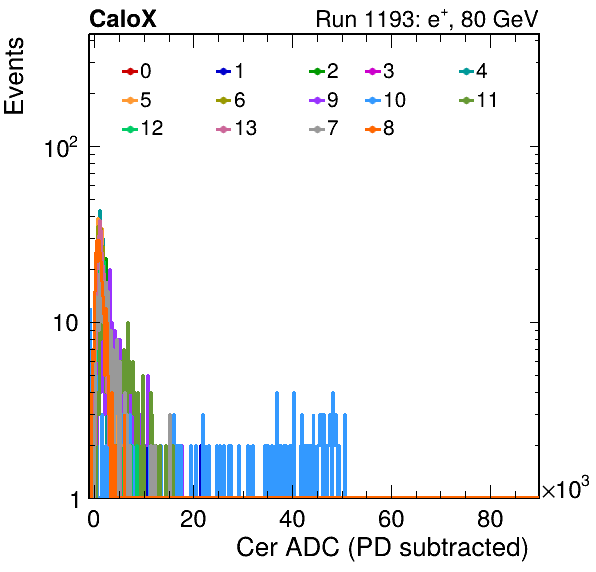 CaloX Run 1193: e⁺, 80 GeV
Events
0 1 2 3 4
5 6 9 10 11
12 13 7 8
10²
10
1
0 20 40 60 80 ×10³
Cer ADC (PD subtracted)